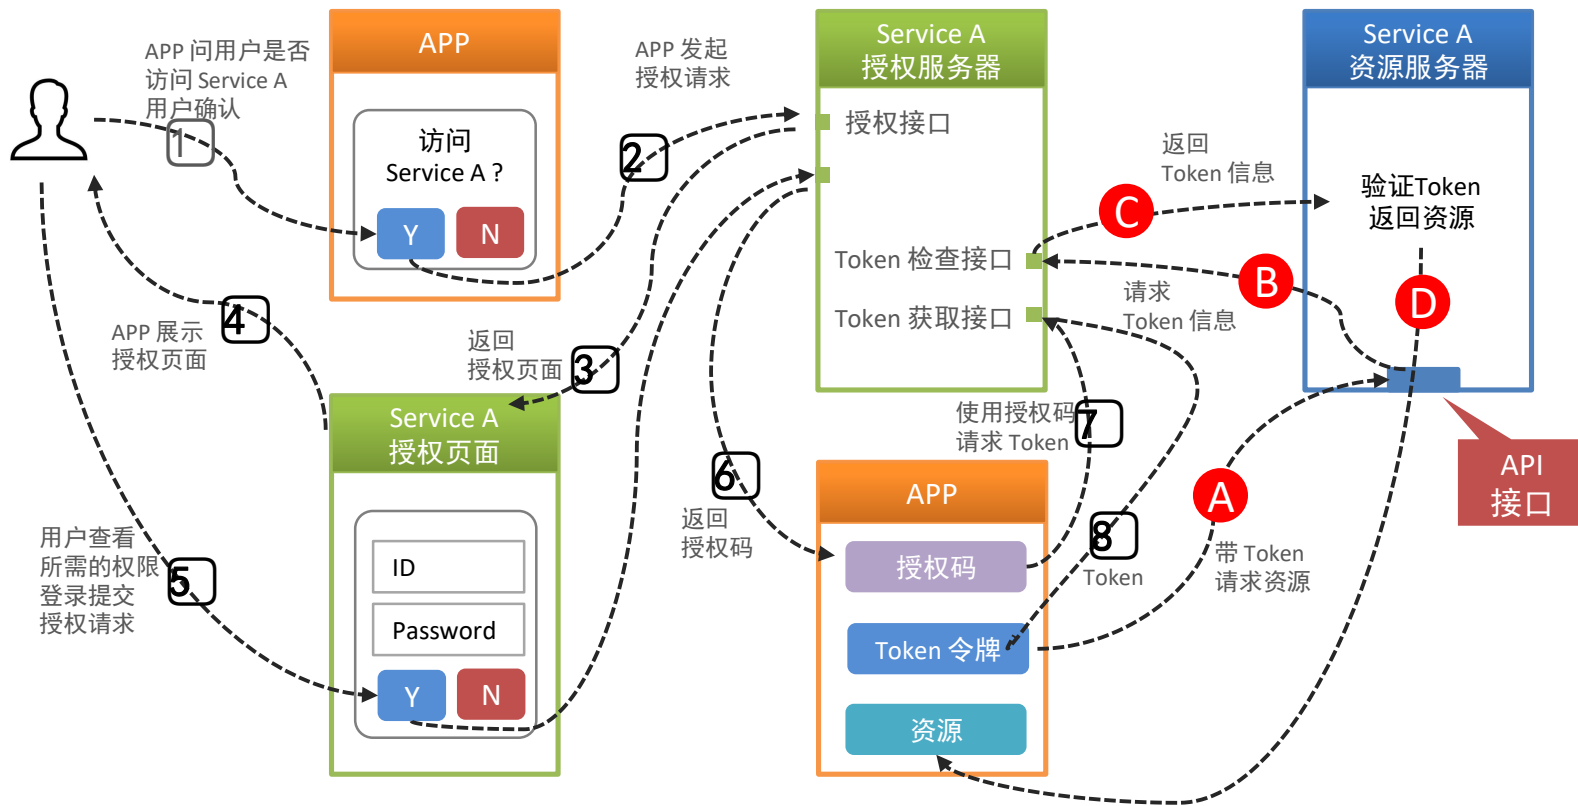 APP 问用户是否
访问 Service A
用户确认
1
APP
访问
Service A ?
Y
N
APP 发起
授权请求
2
Service A
授权服务器
授权接口
Token 检查接口
Token 获取接口
Service A
资源服务器
返回
Token 信息
C
验证Token
返回资源
B
D
请求
Token 信息
4
APP 展示
授权页面
返回
授权页面
3
Service A
授权页面
ID
Password
Y
N
用户查看
所需的权限
登录提交
授权请求
5
6
返回
授权码
使用授权码
请求 Token
7
APP
授权码
Token 令牌
资源
8
Token
A
带 Token
请求资源
API
接口